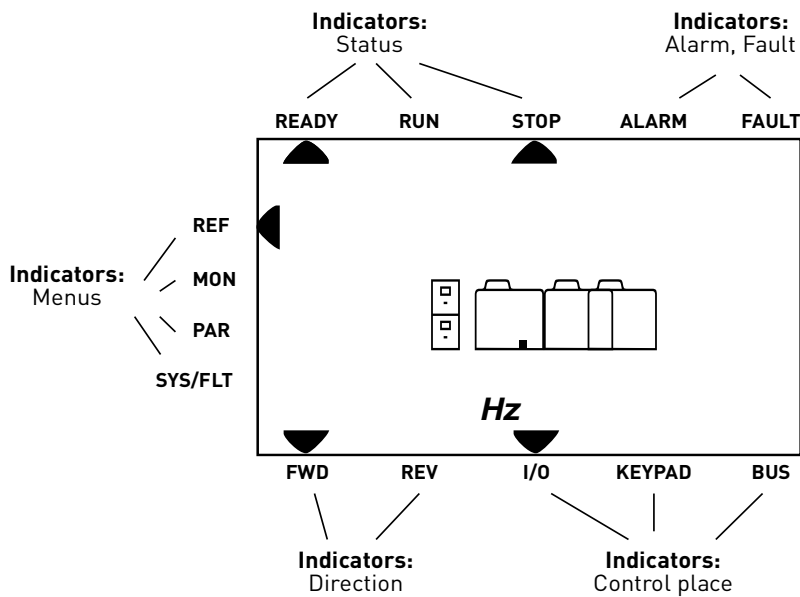 Indicators:
Status
Indicators:
Alarm, Fault
READY RUN STOP ALARM FAULT
REF
Indicators:
Menus
MON
PAR
SYS/FLT
Hz
FWD REV I/O KEYPAD BUS
Indicators:
Direction
Indicators:
Control place